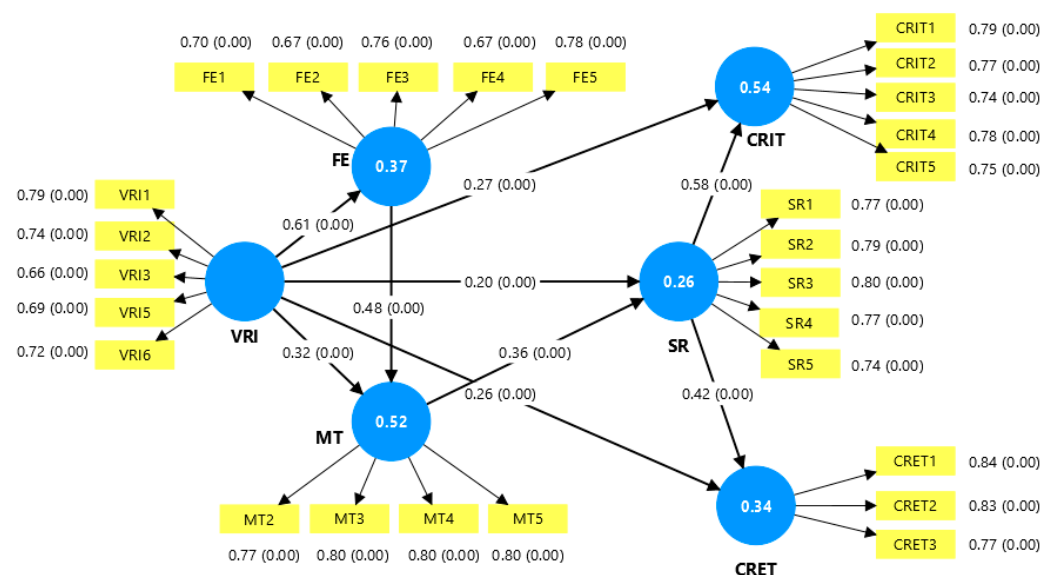 0.70 (0.00) 0.67 (0.00) 0.76 (0.00) 0.67 (0.00) 0.78 (0.00)
FE1 FE2 FE3 FE4 FE5
FE
0.37
CRIT1 0.79 (0.00)
CRIT2 0.77 (0.00)
CRIT3 0.74 (0.00)
CRIT4 0.78 (0.00)
CRIT5 0.75 (0.00)
0.54
CRIT
0.27 (0.00)
0.58 (0.00)
0.61 (0.00)
0.79 (0.00) VRI1
0.74 (0.00) VRI2
0.66 (0.00) VRI3
0.69 (0.00) VRI5
0.72 (0.00) VRI6
VRI
SR1 0.77 (0.00)
SR2 0.79 (0.00)
SR3 0.80 (0.00)
SR4 0.77 (0.00)
SR5 0.74 (0.00)
0.20 (0.00)
0.26
SR
0.48 (0.00)
0.32 (0.00)
0.36 (0.00)
0.26 (0.00)
0.42 (0.00)
0.52
MT
MT2 MT3 MT4 MT5
0.77 (0.00) 0.80 (0.00) 0.80 (0.00) 0.80 (0.00)
CRET1 0.84 (0.00)
CRET2 0.83 (0.00)
CRET3 0.77 (0.00)
0.34
CRET